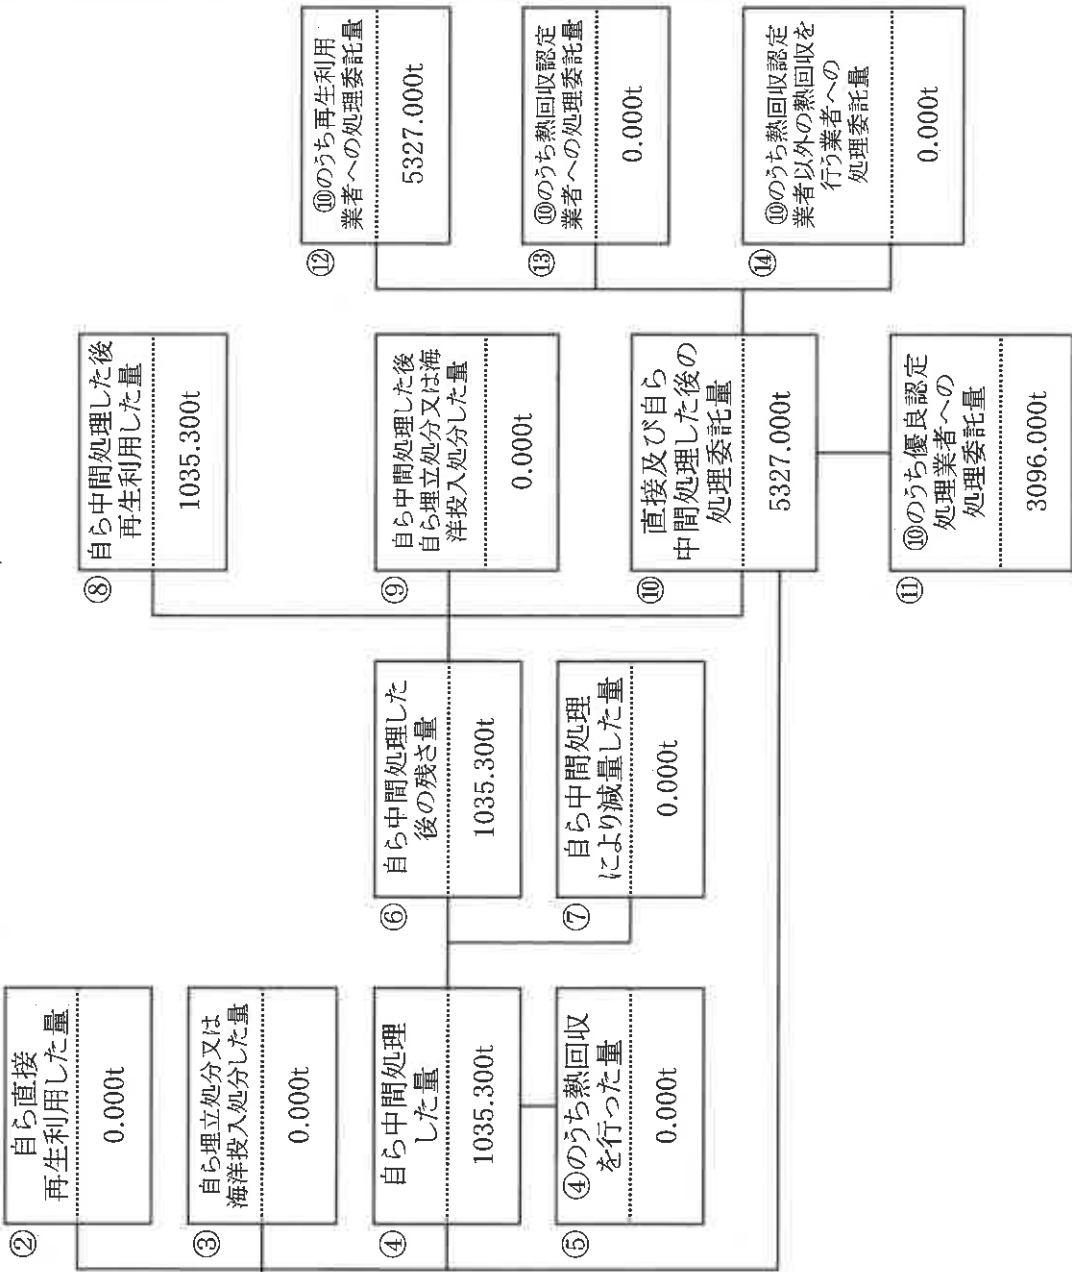 ②
自ら直接
再生利用した量
0.000t
③
自ら埋立処分又は
海洋投入処分した量
0.000t
④
自ら中間処理
した量
1035.300t
⑤
④のうち熱回収
を行った量
0.000t
⑥
自ら中間処理した
後の残さ量
1035.300t
⑦
自ら中間処理
により減量した量
0.000t
⑧
自ら中間処理した後
再生利用した量
1035.300t
⑨
自ら中間処理した後
自ら埋立処分又は海
洋投入処分した量
0.000t
⑩
直接及び自ら
中間処理した後の
処理委託量
5327.000t
⑪
⑩のうち優良認定
処理業者への
処理委託量
3096.000t
⑫
⑩のうち再生利用
業者への処理委託量
5327.000t
⑬
⑩のうち熱回収認定
業者への処理委託量
0.000t
⑭
⑩のうち熱回収認定
業者以外の熱回収を
行う業者への
処理委託量
0.000t